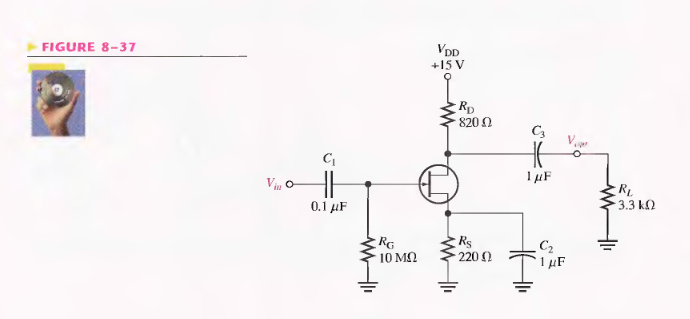 FIGURE 8–37
V_DD
+15 V
R_D
820 Ω
C_3
V_out
1 μF
C_1
V_in
0.1 μF
R_L
3.3 kΩ
R_G
10 MΩ
R_S
220 Ω
C_2
1 μF